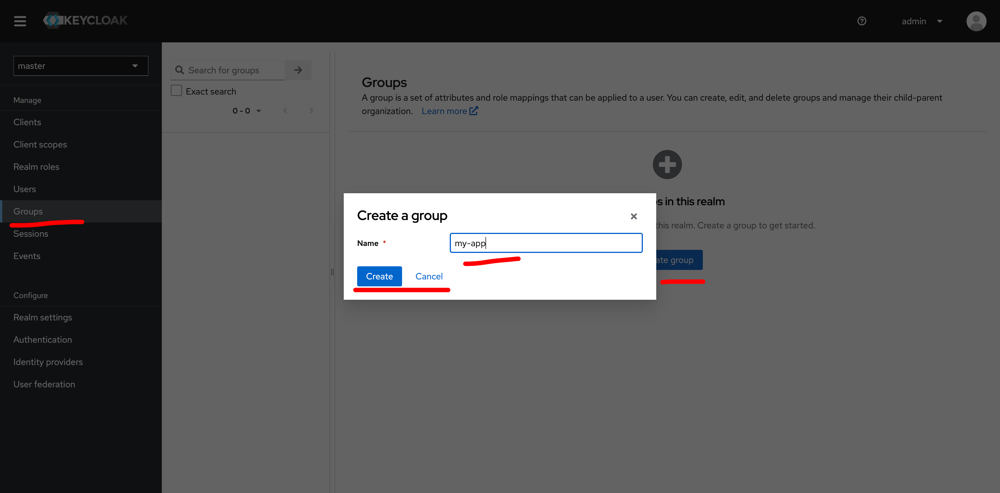 KEYCLOAK
admin
master
Manage
Clients
Client scopes
Realm roles
Users
Groups
Sessions
Events
Configure
Realm settings
Authentication
Identity providers
User federation
Search for groups
Exact search
0 - 0
Groups
A group is a set of attributes and role mappings that can be applied to a user. You can create, edit, and delete groups and manage their child-parent
organization. Learn more
in this realm
this realm. Create a group to get started.
group
Create a group
Name *
my-app
Create Cancel